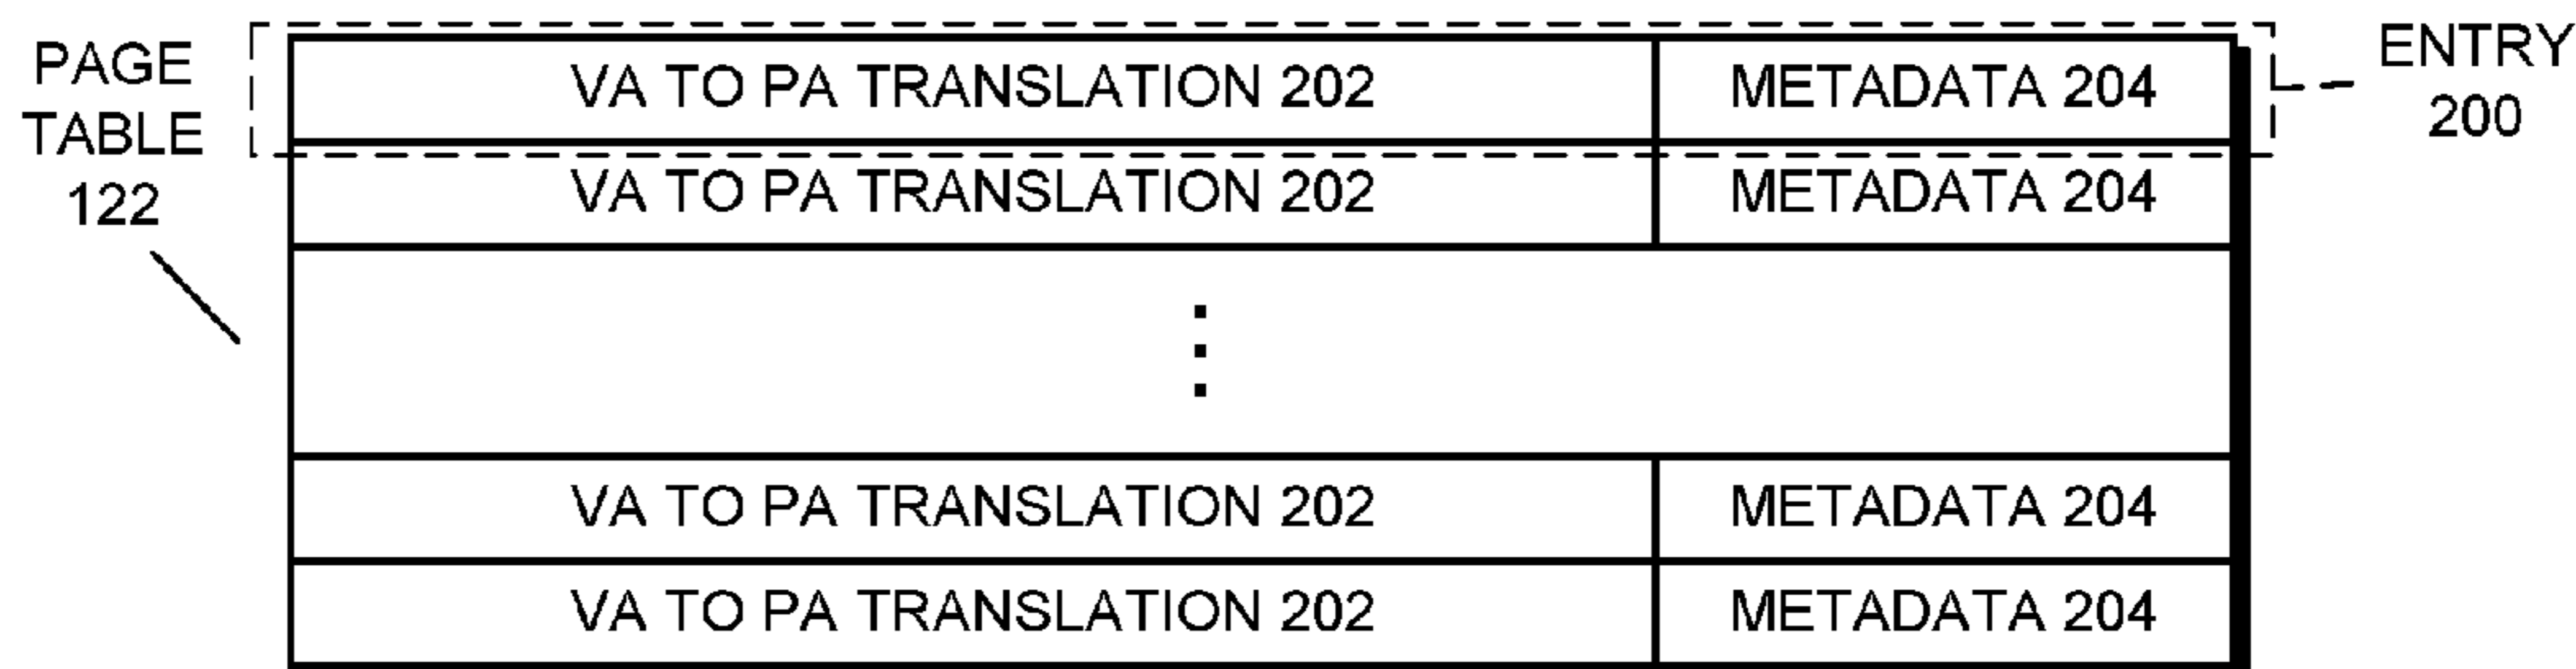 PAGE
TABLE
122
VA TO PA TRANSLATION 202 METADATA 204
ENTRY
200
VA TO PA TRANSLATION 202 METADATA 204
VA TO PA TRANSLATION 202 METADATA 204
VA TO PA TRANSLATION 202 METADATA 204